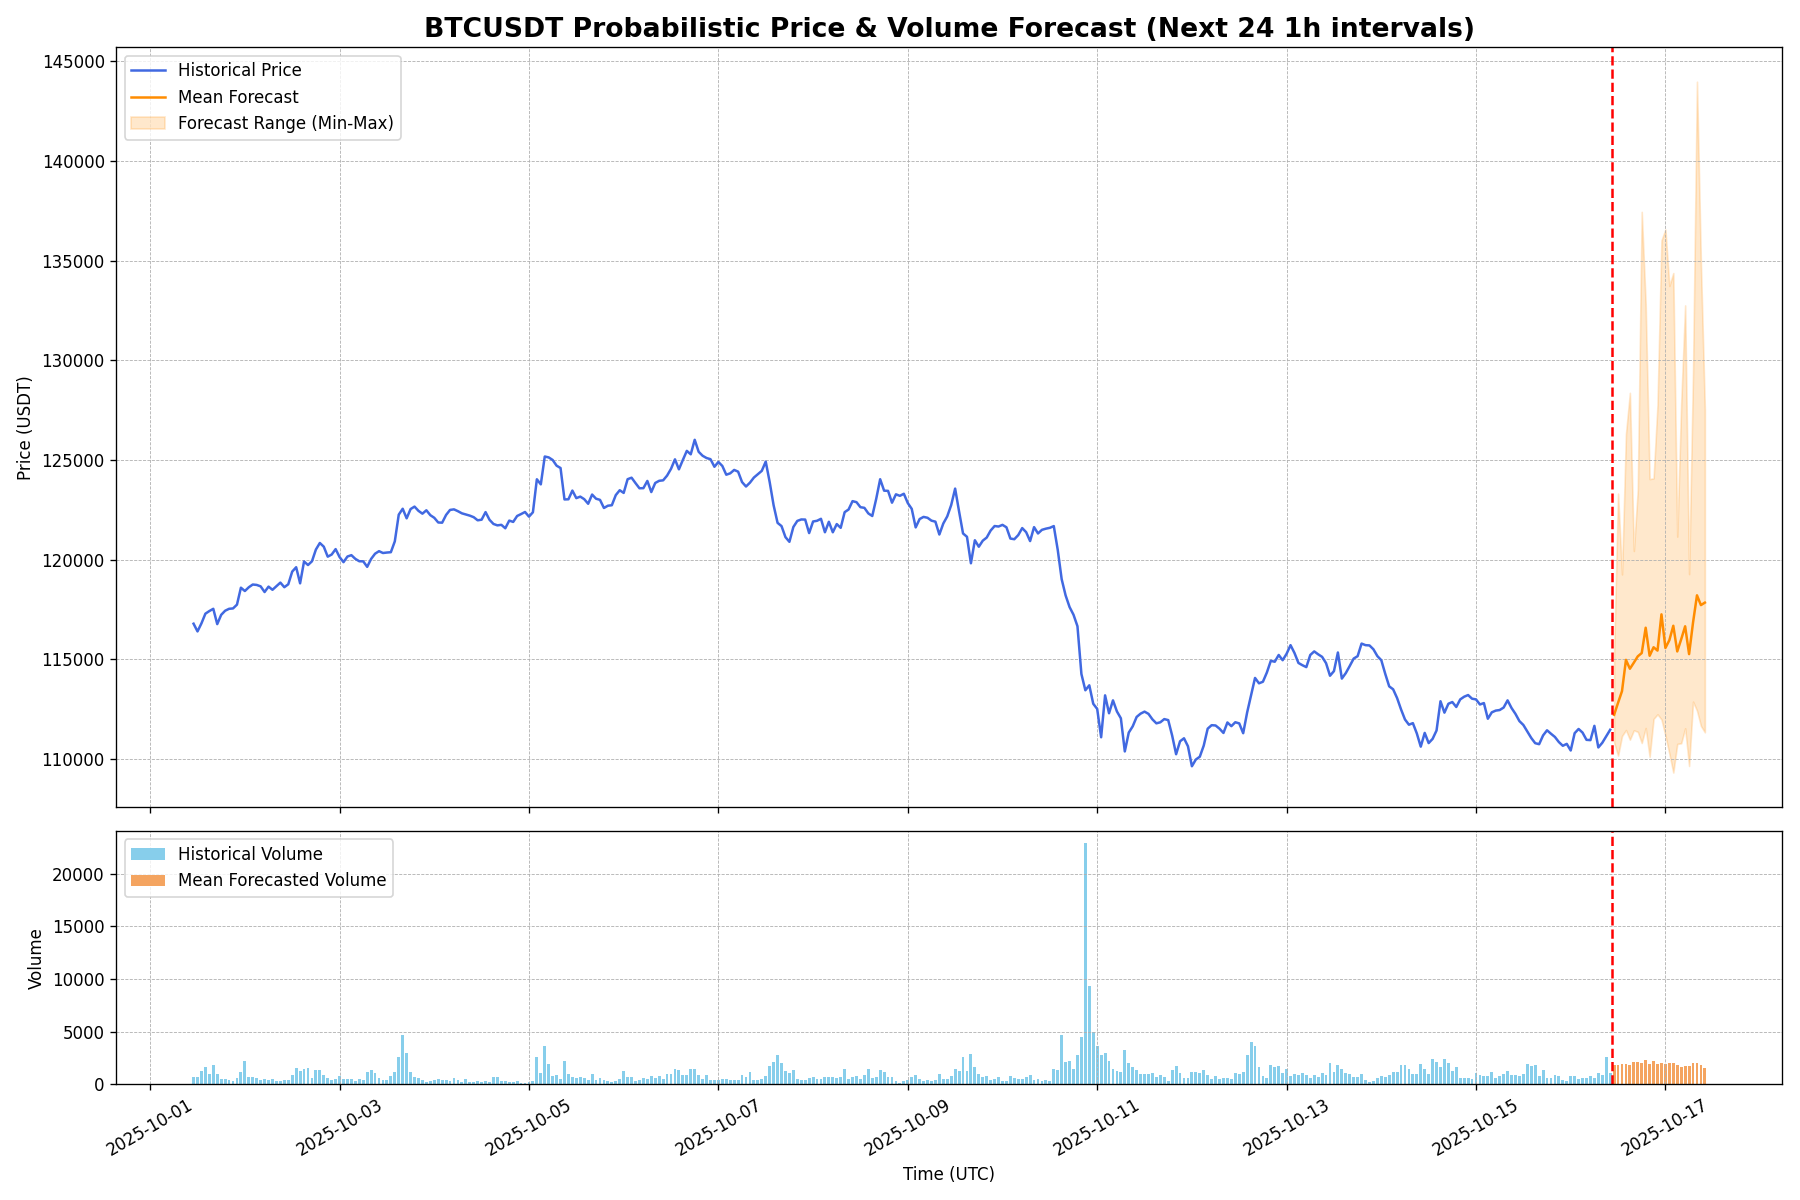 BTCUSDT Probabilistic Price & Volume Forecast (Next 24 1h intervals)
Historical Price
Mean Forecast
Forecast Range (Min-Max)
145000
140000
135000
130000
125000
120000
115000
110000
Price (USDT)
Historical Volume
Mean Forecasted Volume
20000
15000
10000
5000
0
Volume
2025-10-01
2025-10-03
2025-10-05
2025-10-07
2025-10-09
2025-10-11
2025-10-13
2025-10-15
2025-10-17
Time (UTC)